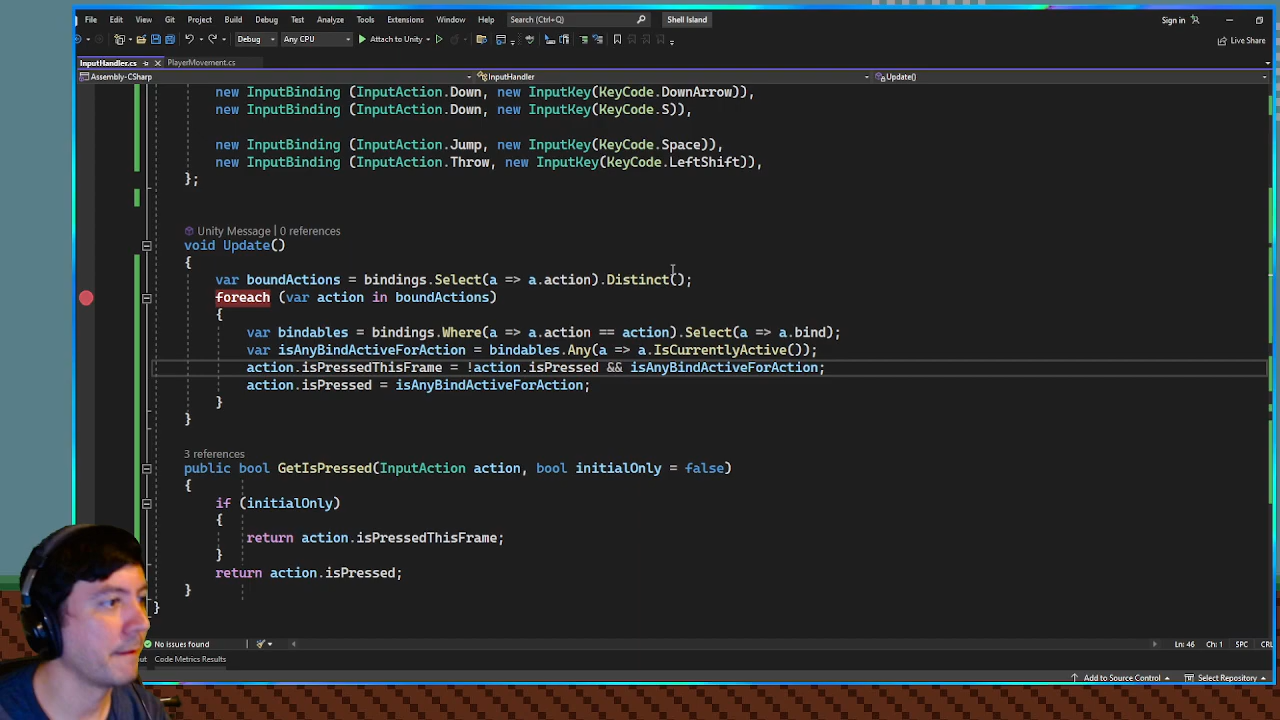 File Edit View Git Project Build Debug Test Analyze Tools Extensions Window Help Search (Ctrl+Q) Shell Island Sign in
Debug Any CPU Attach to Unity Live Share
InputHandler.cs PlayerMovement.cs
Assembly-CSharp InputHandler Update()
new InputBinding (InputAction.Down, new InputKey(KeyCode.DownArrow)),
new InputBinding (InputAction.Down, new InputKey(KeyCode.S)),
new InputBinding (InputAction.Jump, new InputKey(KeyCode.Space)),
new InputBinding (InputAction.Throw, new InputKey(KeyCode.LeftShift)),
};
Unity Message | 0 references
void Update()
{
var boundActions = bindings.Select(a => a.action).Distinct();
foreach (var action in boundActions)
{
var bindables = bindings.Where(a => a.action == action).Select(a => a.bind);
var isAnyBindActiveForAction = bindables.Any(a => a.IsCurrentlyActive());
action.isPressedThisFrame = !action.isPressed && isAnyBindActiveForAction;
action.isPressed = isAnyBindActiveForAction;
}
}
3 references
public bool GetIsPressed(InputAction action, bool initialOnly = false)
{
if (initialOnly)
{
return action.isPressedThisFrame;
}
return action.isPressed;
}
}
No issues found Ln: 46 Ch: 1 SPC
Code Metrics Results
Add to Source Control Select Repository